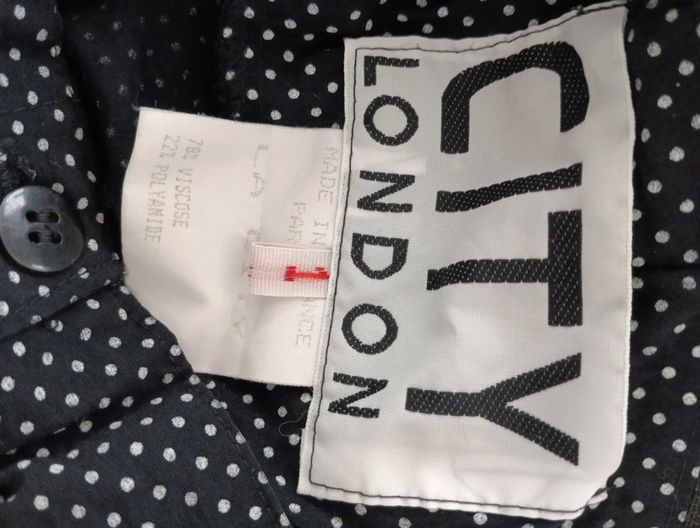 CITY
LONDON
1
MADE IN
78% VISCOSE
22% POLYAMIDE